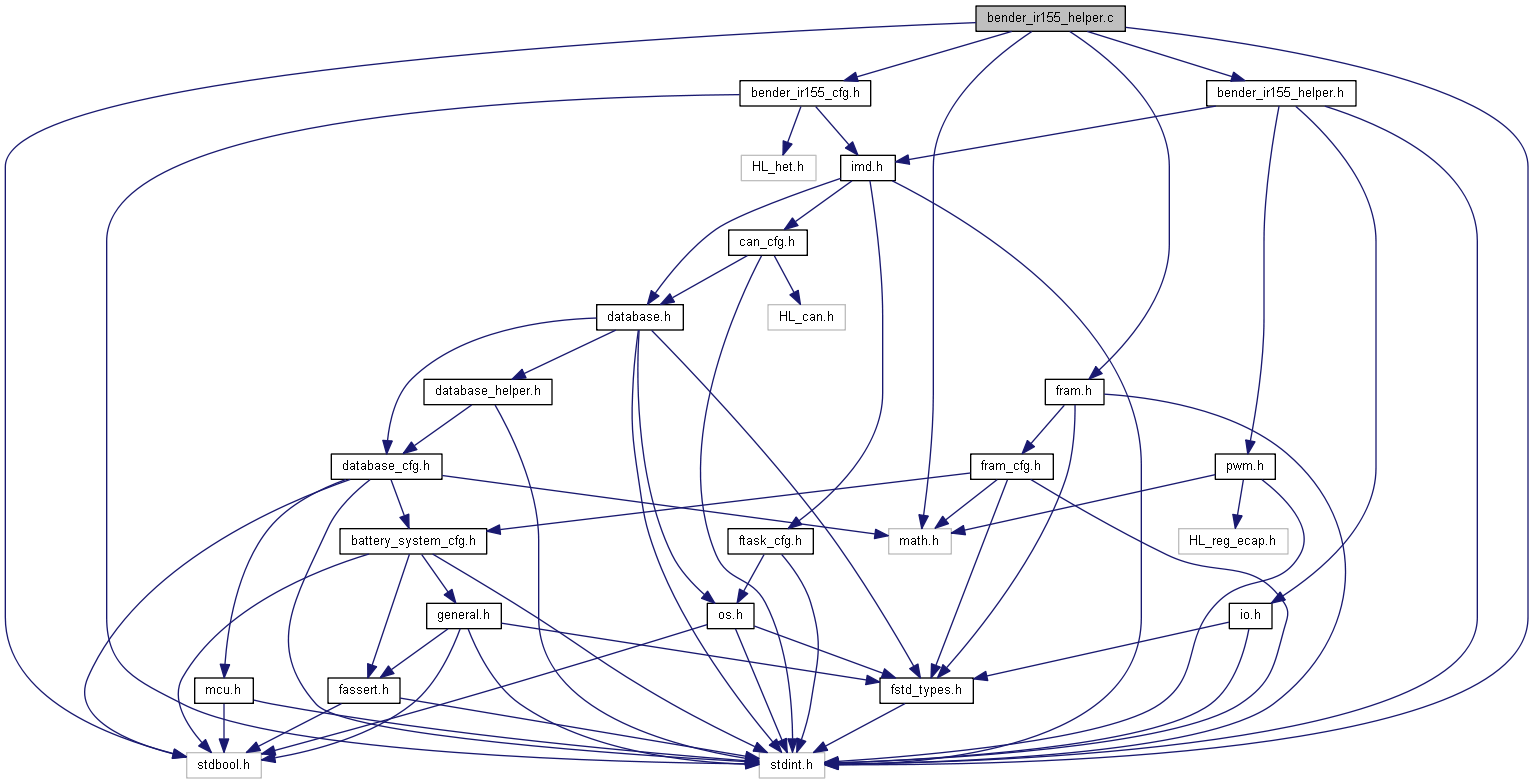 bender_ir155_helper.c
bender_ir155_cfg.h
bender_ir155_helper.h
HL_het.h
imd.h
can_cfg.h
database.h
HL_can.h
database_helper.h
fram.h
database_cfg.h
fram_cfg.h
pwm.h
battery_system_cfg.h
ftask_cfg.h
math.h
HL_reg_ecap.h
general.h
os.h
io.h
mcu.h
fassert.h
fstd_types.h
stdbool.h
stdint.h